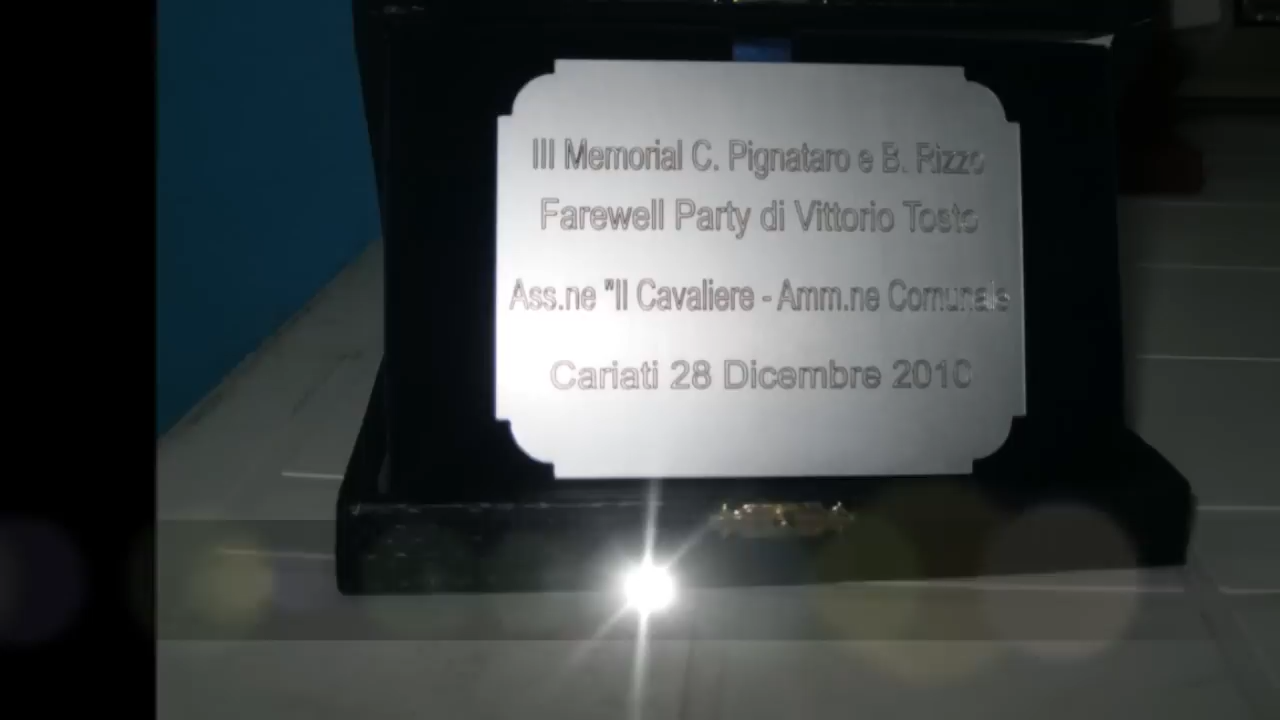 III Memorial C. Pignataro e B. Rizzo
Farewell Party di Vittorio Tosto
Ass.ne "Il Cavaliere - Amm.ne Comunale
Cariati 28 Dicembre 2010